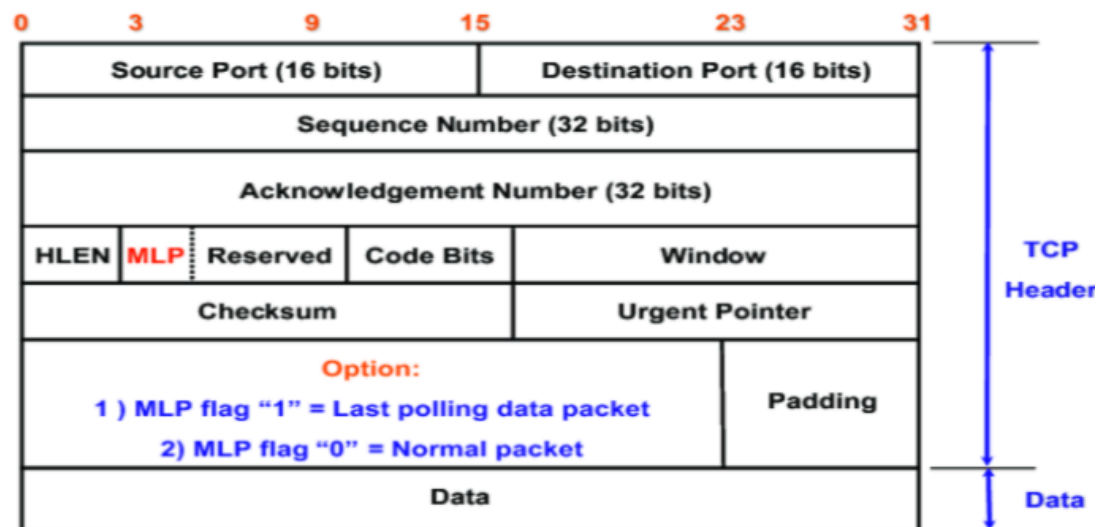 0 3 9 15 23 31
Source Port (16 bits) Destination Port (16 bits)
Sequence Number (32 bits)
Acknowledgement Number (32 bits)
HLEN MLP Reserved Code Bits Window
TCP
Header
Checksum Urgent Pointer
Option:
1 ) MLP flag “1” = Last polling data packet
2) MLP flag “0” = Normal packet
Padding
Data
Data